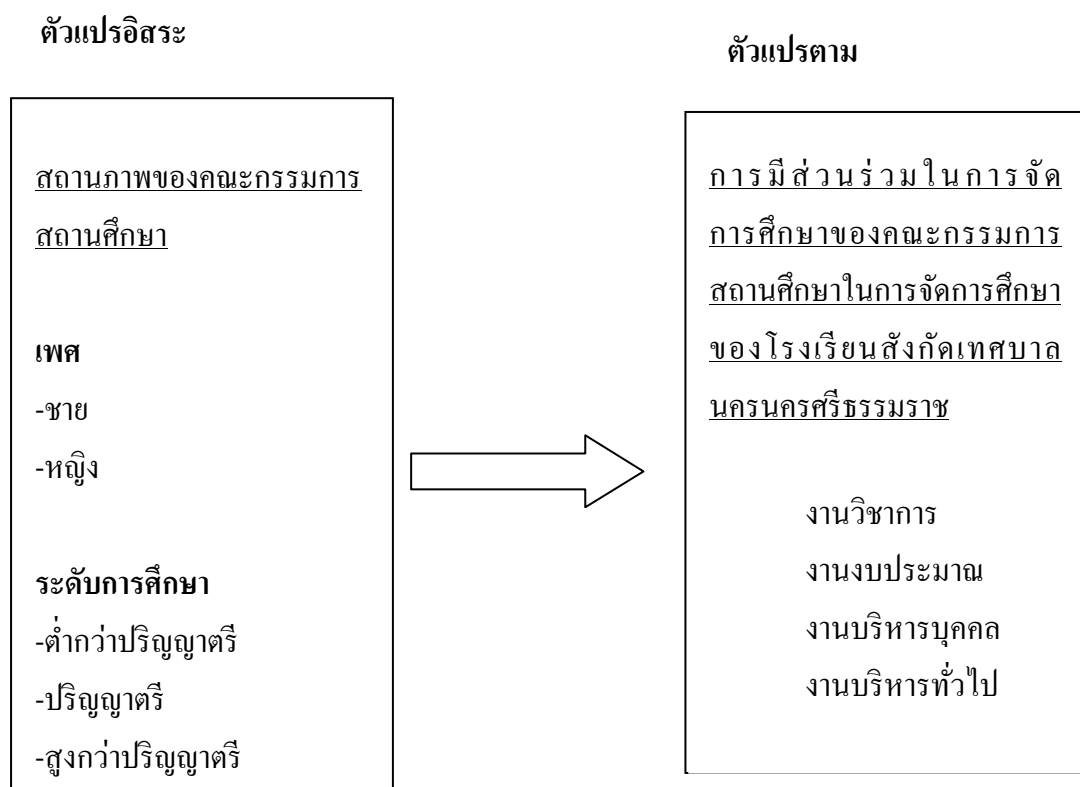 ตัวแปรอิสระ
สถานภาพของคณะกรรมการ
สถานศึกษา
เพศ
-ชาย
-หญิง
ระดับการศึกษา
-ต่ำกว่าปริญญาตรี
-ปริญญาตรี
-สูงกว่าปริญญาตรี
ตัวแปรตาม
การมีส่วนร่วมในการจัด
การศึกษาของคณะกรรมการ
สถานศึกษาในการจัดการศึกษา
ของโรงเรียนสังกัดเทศบาล
นครนครศรีธรรมราช
งานวิชาการ
งานงบประมาณ
งานบริหารบุคคล
งานบริหารทั่วไป